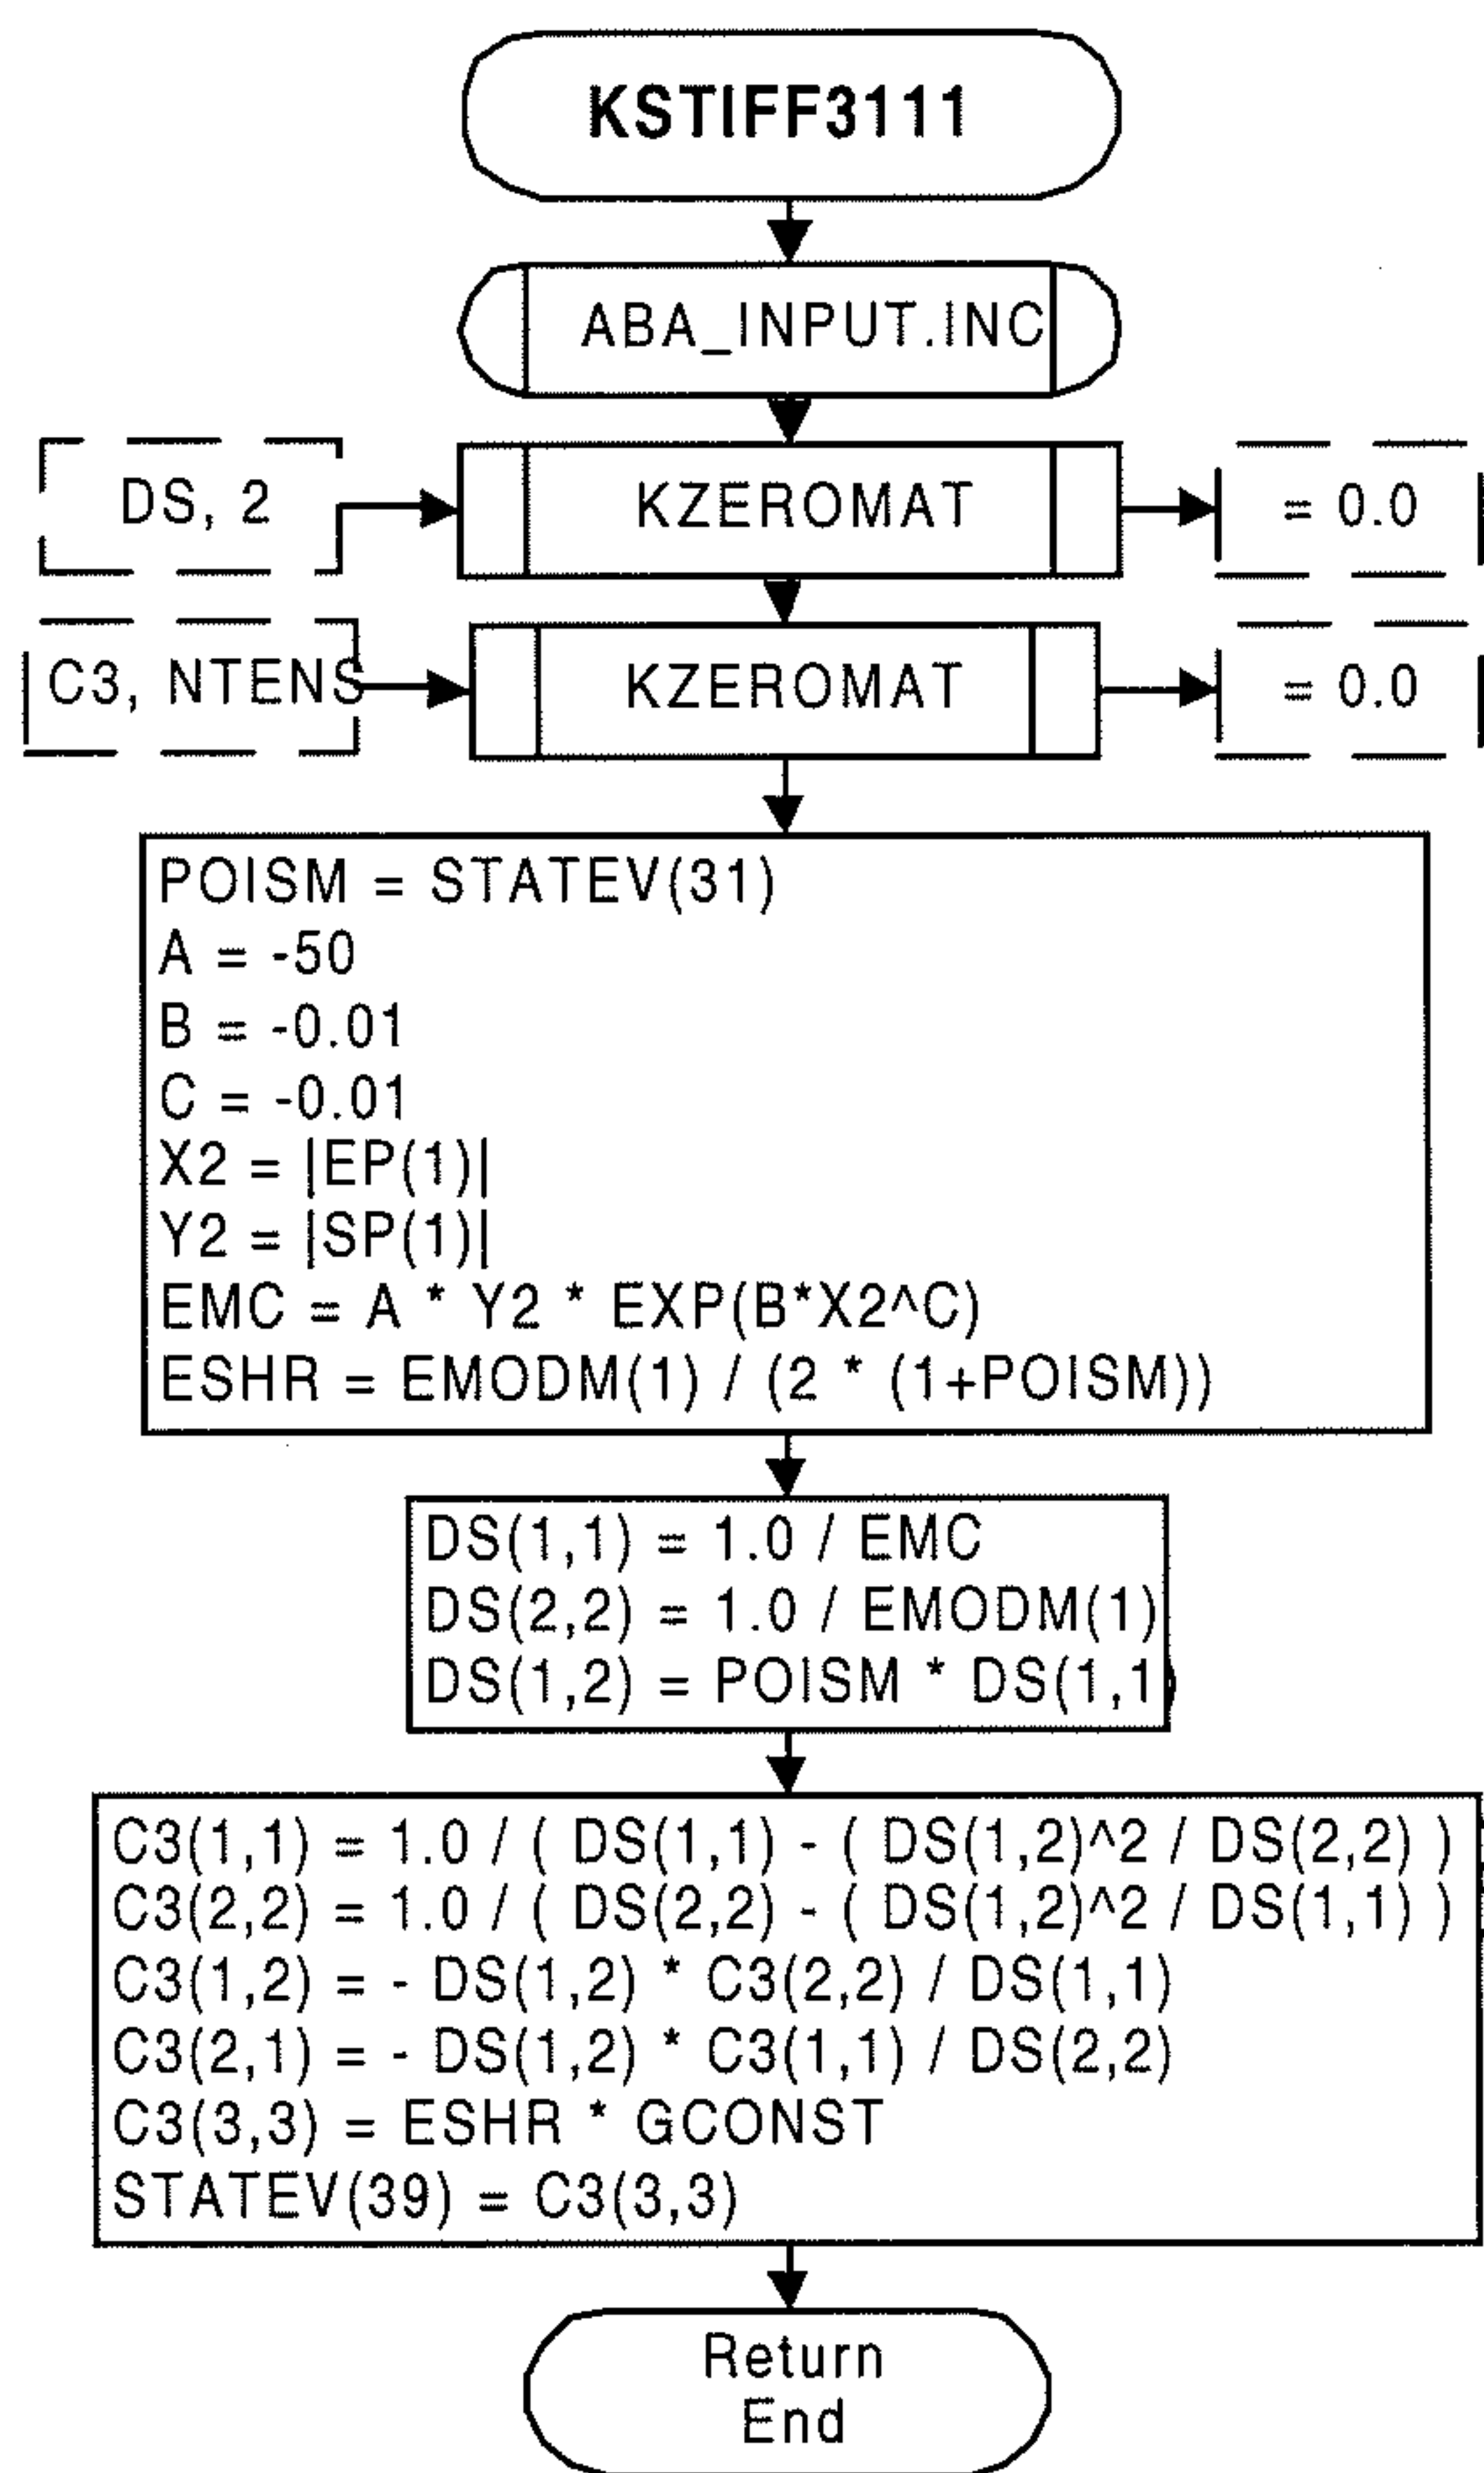 KSTIFF3111
ABA_INPUT.INC
DS, 2
KZEROMAT
= 0.0
C3, NTENS
KZEROMAT
= 0.0
POISM = STATEV(31)
A = -50
B = -0.01
C = -0.01
X2 = |EP(1)|
Y2 = |SP(1)|
EMC = A * Y2 * EXP(B*X2^C)
ESHR = EMODM(1) / (2 * (1+POISM))
DS(1,1) = 1.0 / EMC
DS(2,2) = 1.0 / EMODM(1)
DS(1,2) = POISM * DS(1,1)
C3(1,1) = 1.0 / ( DS(1,1) - ( DS(1,2)^2 / DS(2,2) ) )
C3(2,2) = 1.0 / ( DS(2,2) - ( DS(1,2)^2 / DS(1,1) ) )
C3(1,2) = - DS(1,2) * C3(2,2) / DS(1,1)
C3(2,1) = - DS(1,2) * C3(1,1) / DS(2,2)
C3(3,3) = ESHR * GCONST
STATEV(39) = C3(3,3)
Return
End